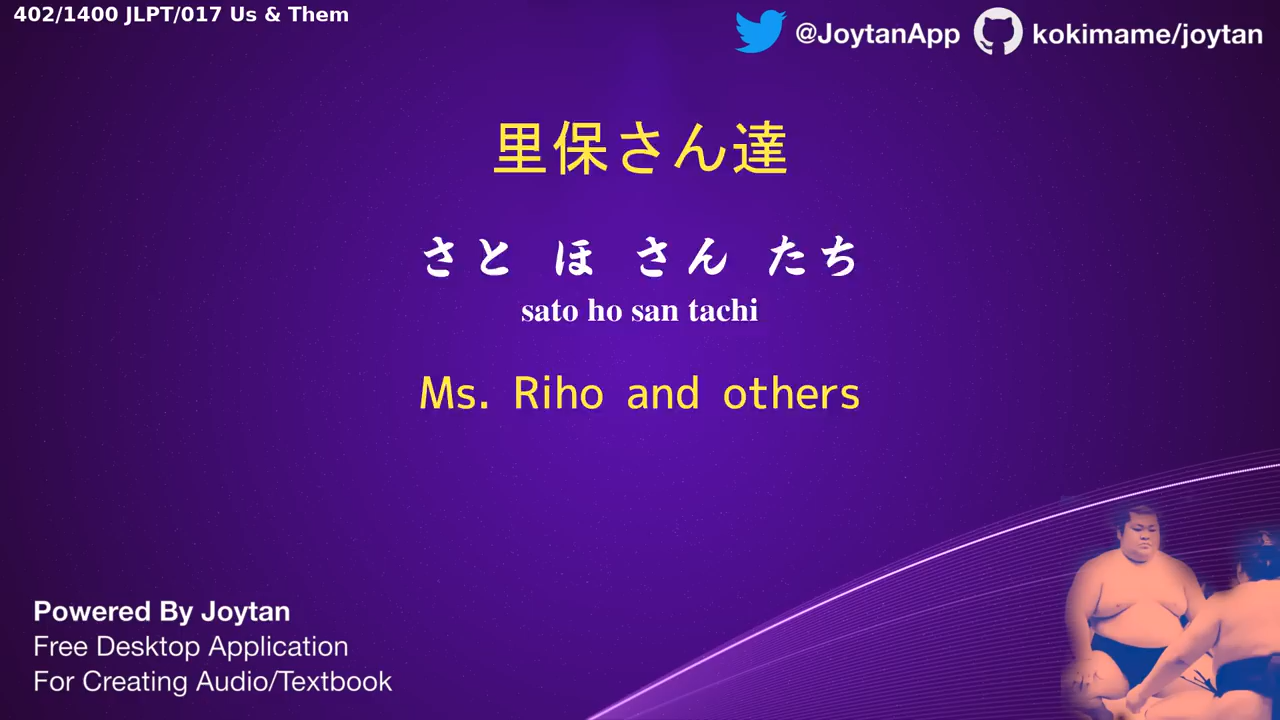 402/1400 JLPT/017 Us & Them
@JoytanApp kokimame/joytan
里保さん達
さと ほ さん たち
sato ho san tachi
Ms. Riho and others
Powered By Joytan
Free Desktop Application
For Creating Audio/Textbook